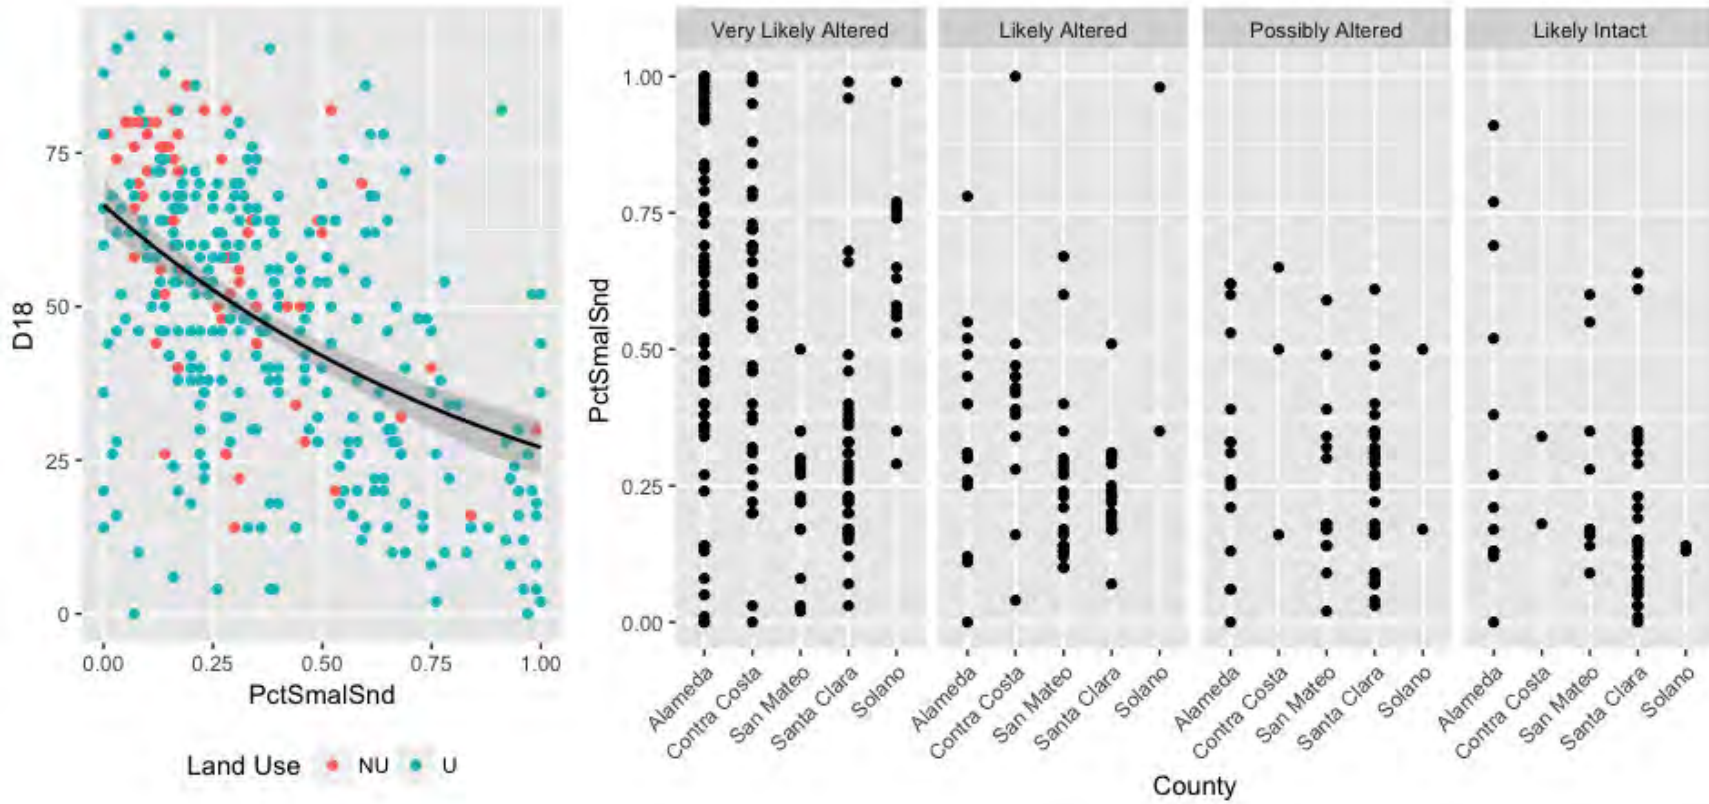 D18
75
50
25
0
0.00 0.25 0.50 0.75 1.00
PctSmalSnd
Land Use NU U
Very Likely Altered Likely Altered Possibly Altered Likely Intact
PctSmalSnd
1.00
0.75
0.50
0.25
0.00
Alameda Contra Costa San Mateo Santa Clara Solano
Alameda Contra Costa San Mateo Santa Clara Solano
Alameda Contra Costa San Mateo Santa Clara Solano
Alameda Contra Costa San Mateo Santa Clara Solano
County